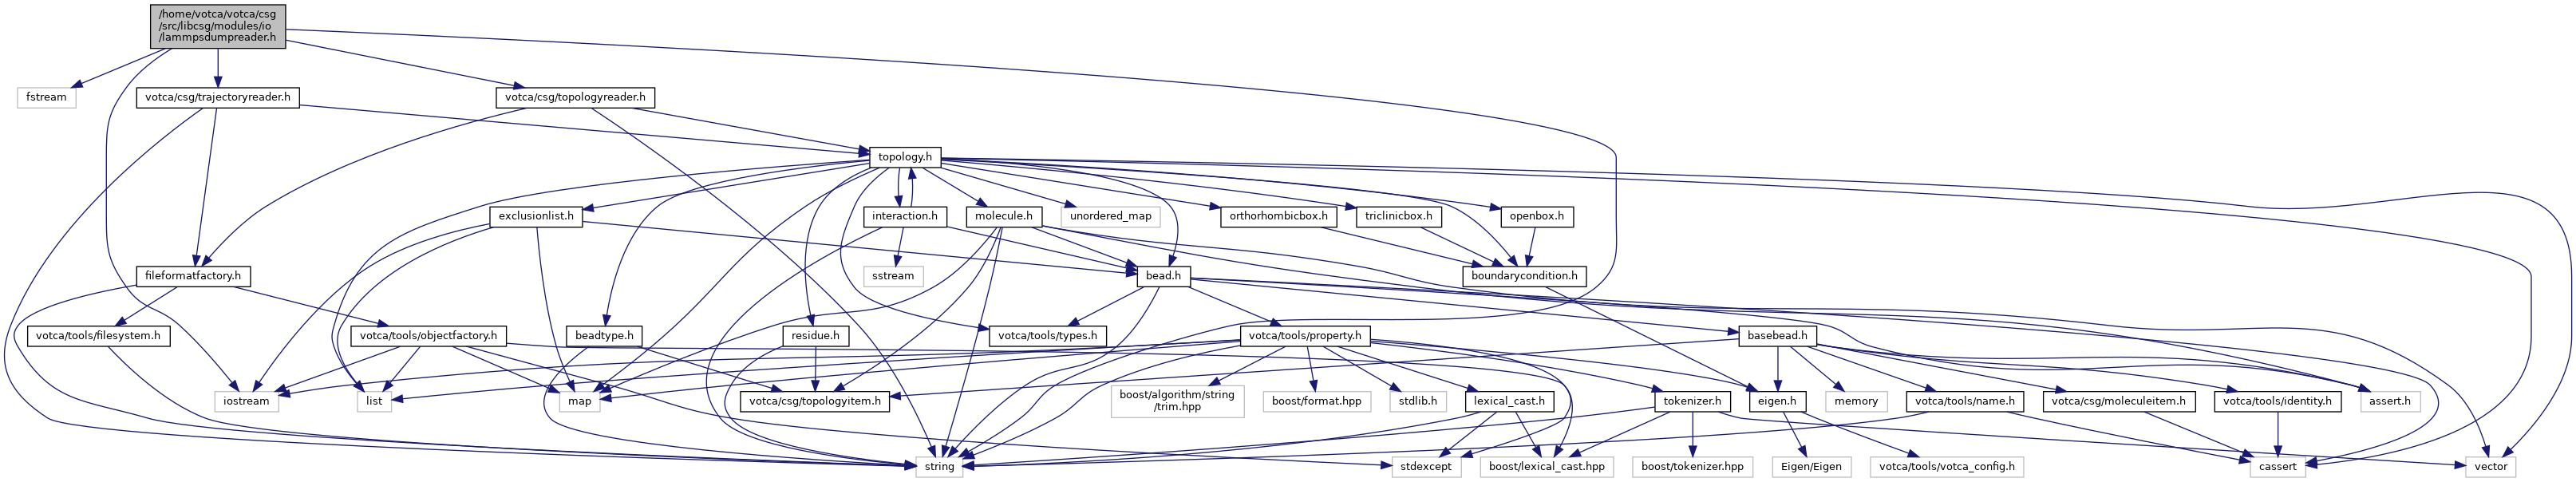 /home/votca/votca/csg
/src/libcsg/modules/io
/lammpsdumpreader.h
fstream
votca/csg/trajectoryreader.h
votca/csg/topologyreader.h
topology.h
exclusionlist.h
interaction.h
molecule.h
unordered_map
orthorhombicbox.h
triclinicbox.h
openbox.h
fileformatfactory.h
sstream
bead.h
boundarycondition.h
votca/tools/filesystem.h
votca/tools/objectfactory.h
beadtype.h
residue.h
votca/tools/types.h
votca/tools/property.h
basebead.h
iostream
list
map
votca/csg/topologyitem.h
boost/algorithm/string
/trim.hpp
boost/format.hpp
stdlib.h
lexical_cast.h
tokenizer.h
eigen.h
memory
votca/tools/name.h
votca/csg/moleculeitem.h
votca/tools/identity.h
assert.h
string
stdexcept
boost/lexical_cast.hpp
boost/tokenizer.hpp
Eigen/Eigen
votca/tools/votca_config.h
cassert
vector